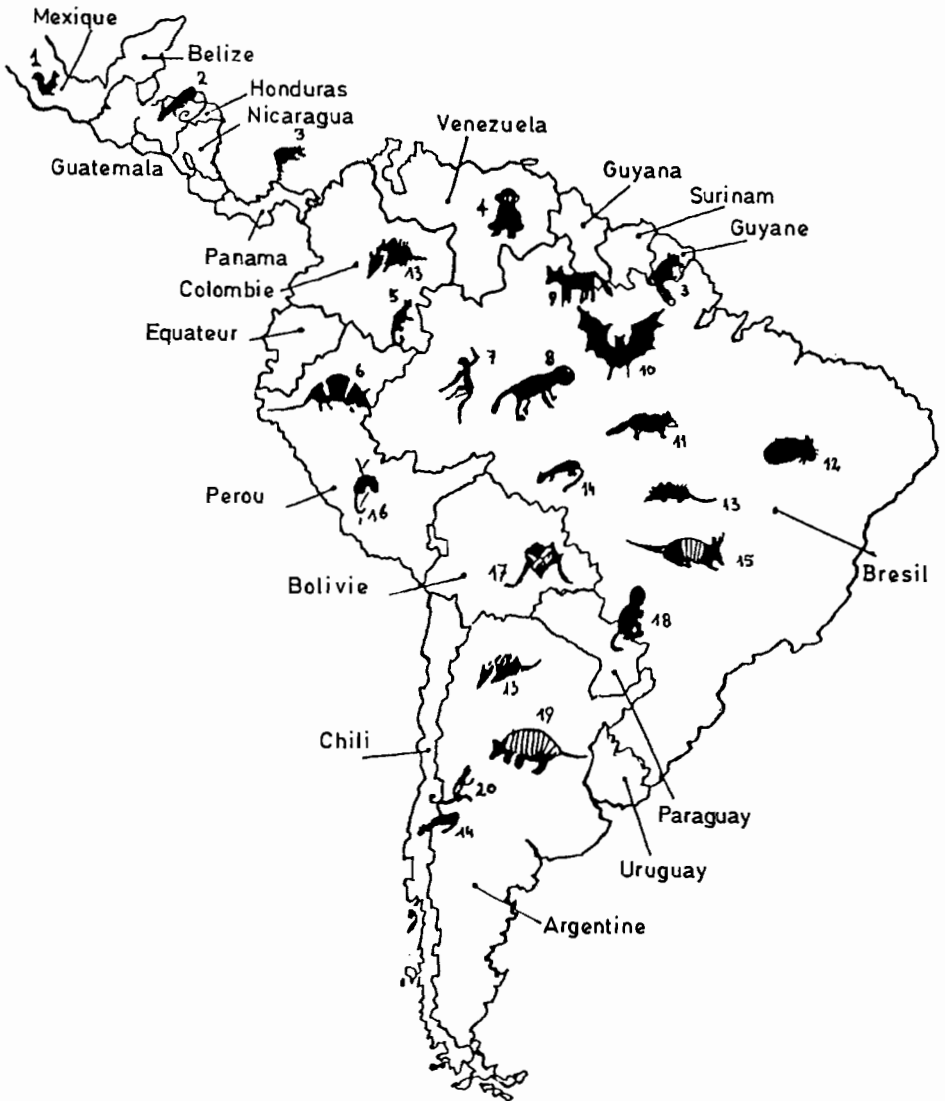 Mexique
1
Belize
2
Honduras
Nicaragua
3
Guatemala
Venezuela
Guyana
Surinam
Guyane
4
Panama
13
Colombie
9
3
5
Equateur
10
6
7
8
11
12
14
13
Perou
16
15
Bresil
17
Bolivie
18
13
19
Chili
20
14
Paraguay
Uruguay
Argentine